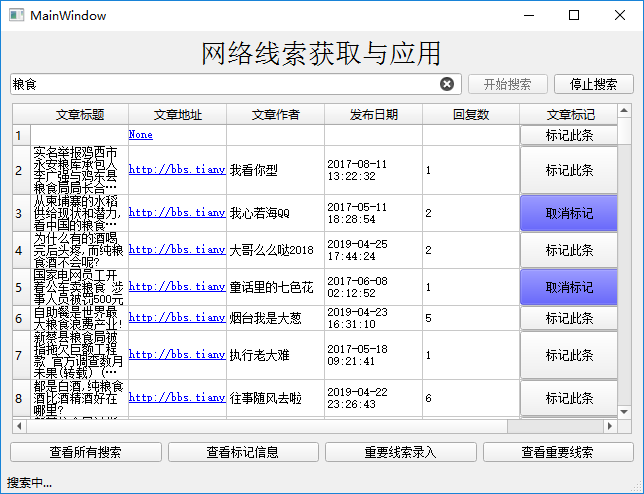 MainWindow
网络线索获取与应用
粮食
开始搜索
停止搜索
文章标题 文章地址 文章作者 发布日期 回复数 文章标记
1 None 标记此条
2 实名举报鸡西市
永安粮库承包人
李广强与鸡东县
粮食局局长合… http://bbs.tiany 我看你型 2017-08-11
13:22:32 1 标记此条
3 从柬埔寨的水稻
供给现状和潜力,
看中国的粮食… http://bbs.tiany 我心若海QQ 2017-05-11
18:28:54 2 取消标记
4 为什么有的酒喝
完后头疼,而纯粮
食酒不会呢? http://bbs.tiany 大哥么么哒2018 2019-04-25
17:44:24 2 标记此条
5 国家电网员工开
着公车卖粮食 涉
事人员被罚500元 http://bbs.tiany 童话里的七色花 2017-06-08
02:12:52 1 取消标记
6 自助餐是世界最
大粮食浪费产业! http://bbs.tiany 烟台我是大葱 2019-04-23
16:31:10 5 标记此条
7 新蔡县粮食局被
指拖欠巨额工程
款 官方调查数月
未果(转载) (… http://bbs.tiany 执行老大难 2017-05-18
09:21:41 1 标记此条
8 都是白酒,纯粮食
酒比酒精酒好在
哪里? http://bbs.tiany 往事随风去啦 2019-04-22
23:26:43 6 标记此条
查看所有搜索 查看标记信息 重要线索录入 查看重要线索
搜索中...